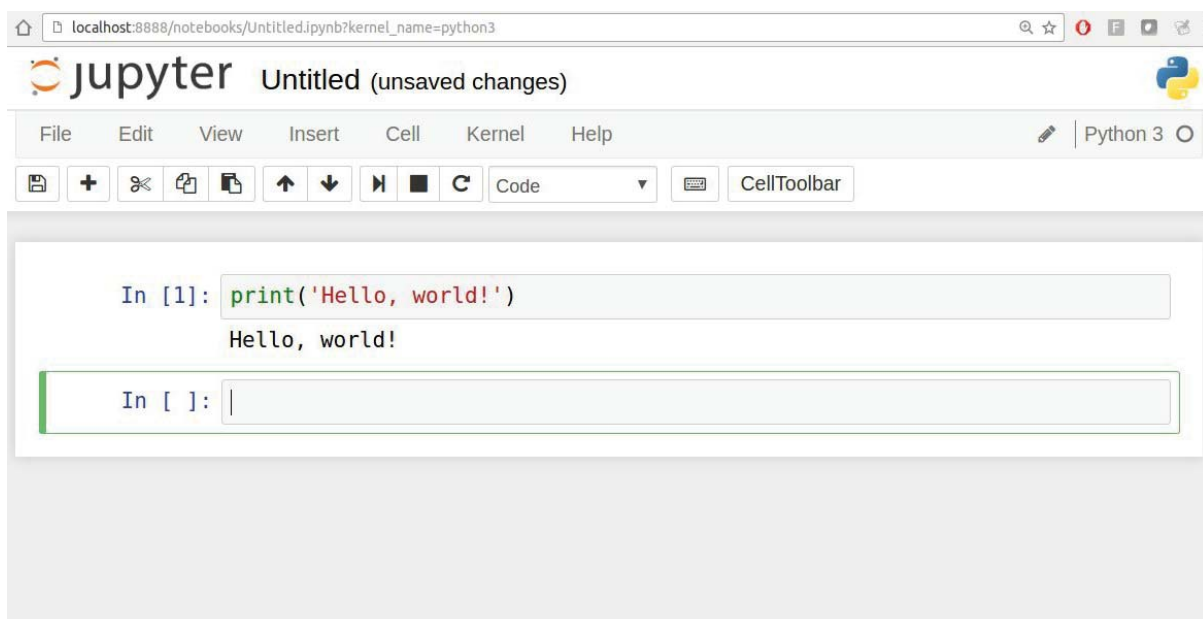 localhost:8888/notebooks/Untitled.ipynb?kernel_name=python3
jupyter Untitled (unsaved changes)
File Edit View Insert Cell Kernel Help Python 3
Code CellToolbar
In [1]: print('Hello, world!')
Hello, world!
In [ ]: